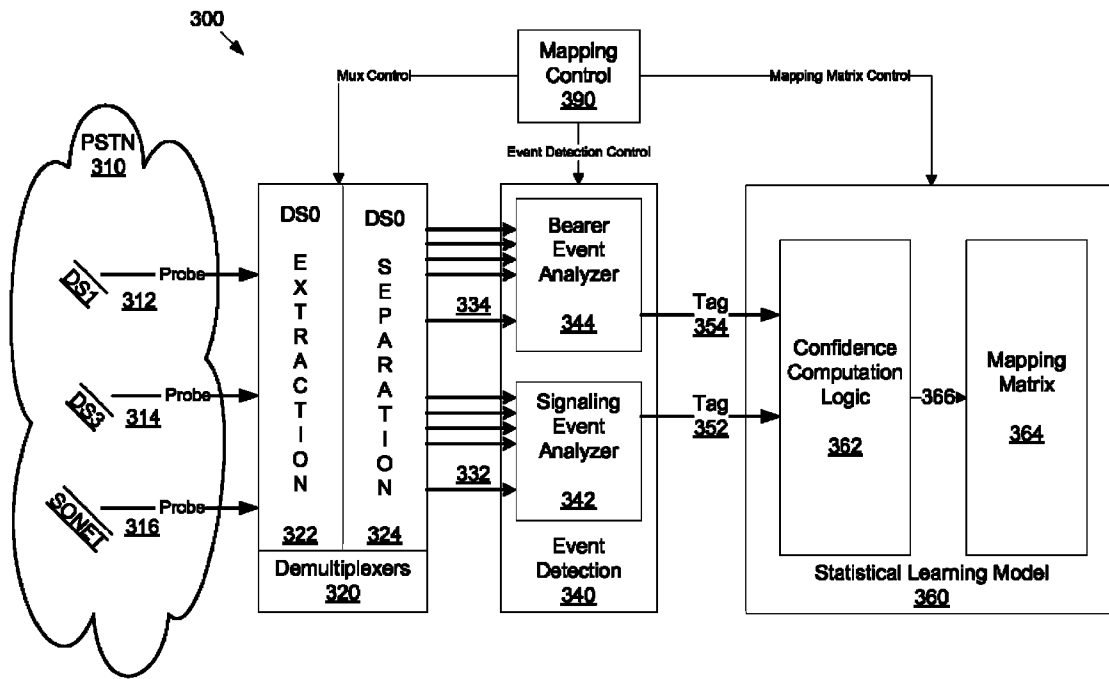 300
Mapping
Control
390
Mux Control
Mapping Matrix Control
Event Detection Control
PSTN
310
DS1
Probe
312
DS3
Probe
314
SONET
Probe
316
DS0
EXTRACTION
322
DS0
SEPARATION
324
Demultiplexers
320
334
332
Bearer
Event
Analyzer
344
Signaling
Event
Analyzer
342
Event
Detection
340
Tag
354
Tag
352
Confidence
Computation
Logic
362
366
Mapping
Matrix
364
Statistical Learning Model
360